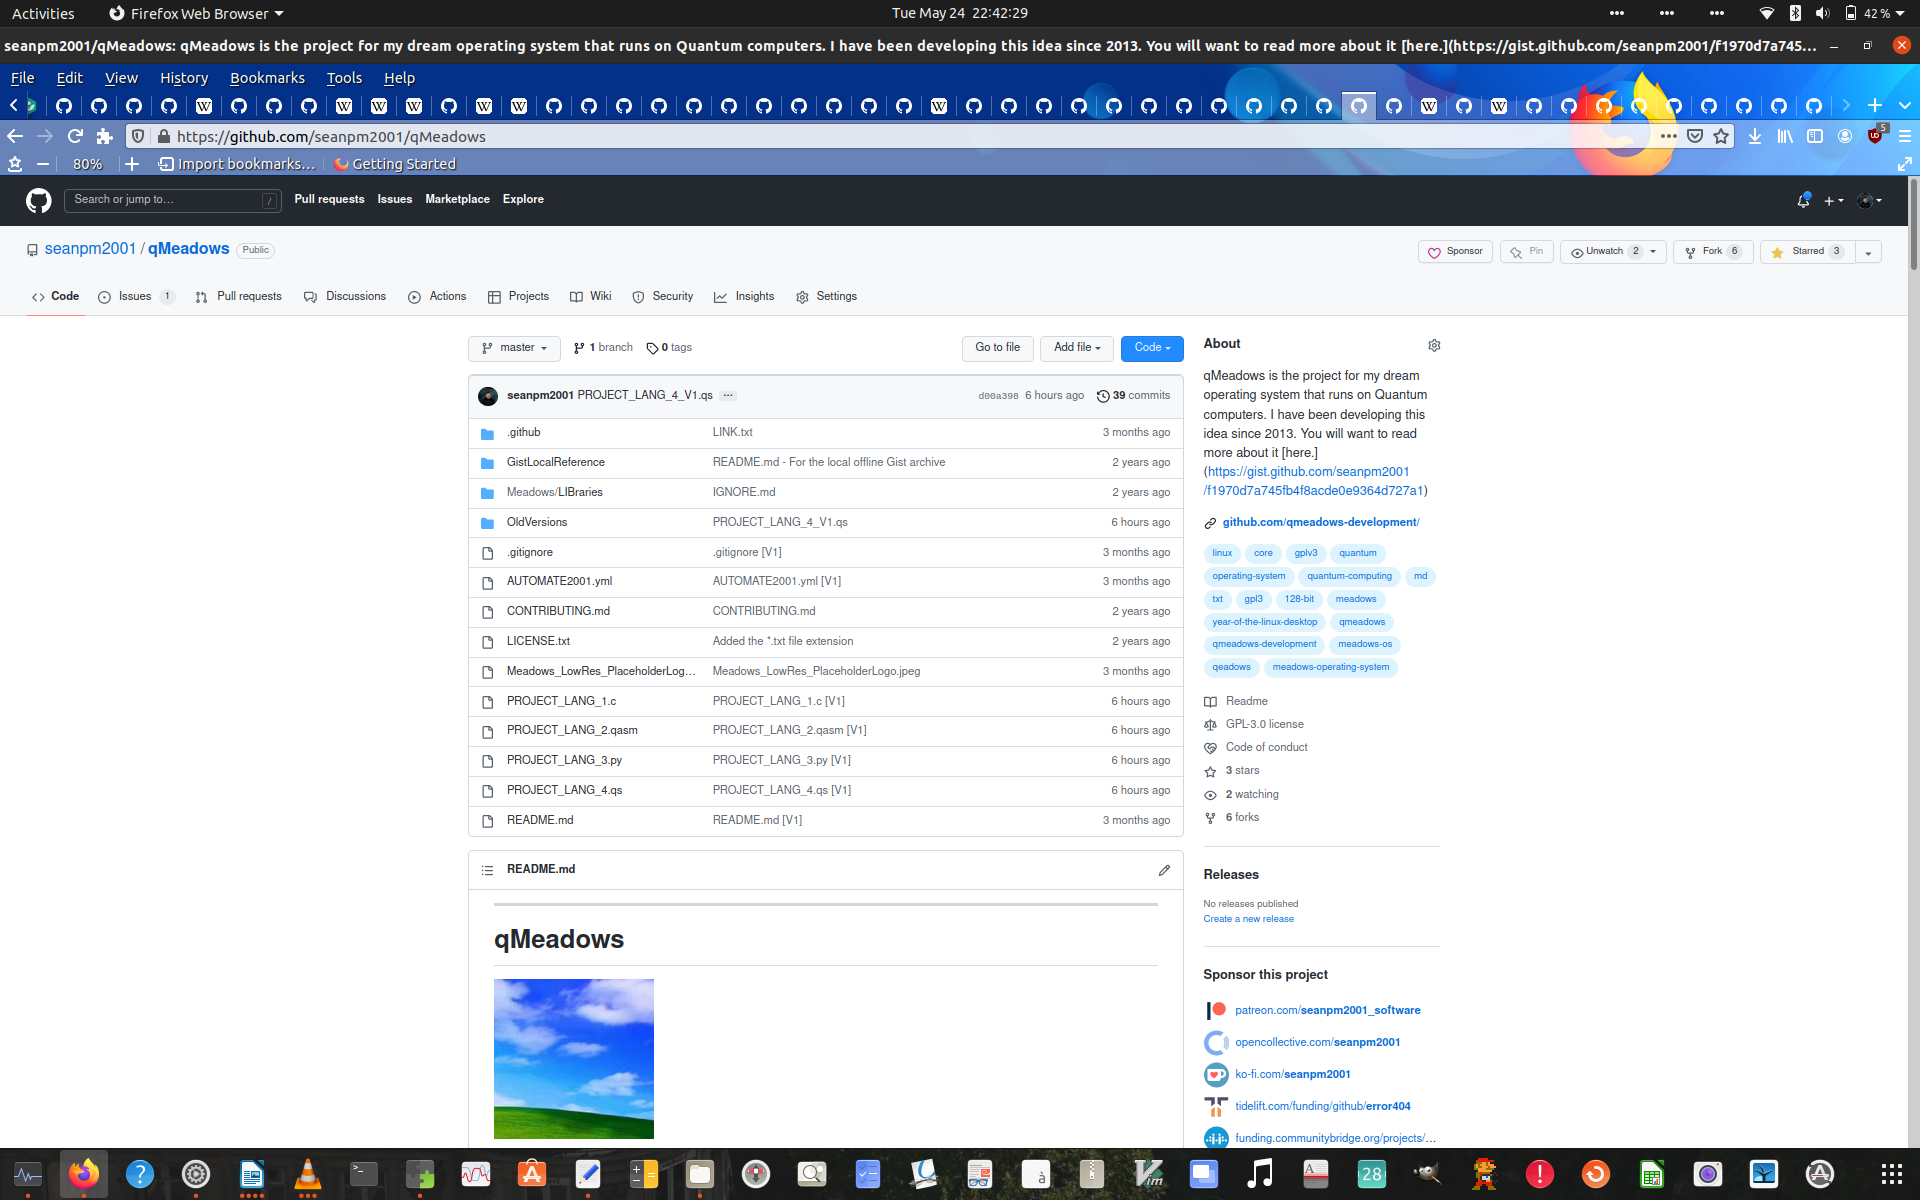 Activities
Firefox Web Browser
Tue May 24 22:42:29
42 %
seanpm2001/qMeadows: qMeadows is the project for my dream operating system that runs on Quantum computers. I have been developing this idea since 2013. You will want to read more about it [here.](https://gist.github.com/seanpm2001/f1970d7a745…
File Edit View History Bookmarks Tools Help
https://github.com/seanpm2001/qMeadows
5
80%
Import bookmarks…
Getting Started
Search or jump to…
/
Pull requests Issues Marketplace Explore
seanpm2001 / qMeadows Public
Sponsor
Pin
Unwatch 2
Fork 6
Starred 3
Code
Issues 1
Pull requests
Discussions
Actions
Projects
Wiki
Security
Insights
Settings
master
1 branch
0 tags
Go to file
Add file
Code
seanpm2001 PROJECT_LANG_4_V1.qs ...
d00a398 6 hours ago
39 commits
.github LINK.txt 3 months ago
GistLocalReference README.md - For the local offline Gist archive 2 years ago
Meadows/LIBraries IGNORE.md 2 years ago
OldVersions PROJECT_LANG_4_V1.qs 6 hours ago
.gitignore .gitignore [V1] 3 months ago
AUTOMATE2001.yml AUTOMATE2001.yml [V1] 3 months ago
CONTRIBUTING.md CONTRIBUTING.md 2 years ago
LICENSE.txt Added the *.txt file extension 2 years ago
Meadows_LowRes_PlaceholderLog… Meadows_LowRes_PlaceholderLogo.jpeg 3 months ago
PROJECT_LANG_1.c PROJECT_LANG_1.c [V1] 6 hours ago
PROJECT_LANG_2.qasm PROJECT_LANG_2.qasm [V1] 6 hours ago
PROJECT_LANG_3.py PROJECT_LANG_3.py [V1] 6 hours ago
PROJECT_LANG_4.qs PROJECT_LANG_4.qs [V1] 6 hours ago
README.md README.md [V1] 3 months ago
README.md
qMeadows
About
qMeadows is the project for my dream
operating system that runs on Quantum
computers. I have been developing this
idea since 2013. You will want to read
more about it [here.]
(https://gist.github.com/seanpm2001
/f1970d7a745fb4f8acde0e9364d727a1)
github.com/qmeadows-development/
linux core gplv3 quantum
operating-system quantum-computing md
txt gpl3 128-bit meadows
year-of-the-linux-desktop qmeadows
qmeadows-development meadows-os
qeadows meadows-operating-system
Readme
GPL-3.0 license
Code of conduct
3 stars
2 watching
6 forks
Releases
No releases published
Create a new release
Sponsor this project
patreon.com/seanpm2001_software
opencollective.com/seanpm2001
ko-fi.com/seanpm2001
tidelift.com/funding/github/error404
funding.communitybridge.org/projects/…
28